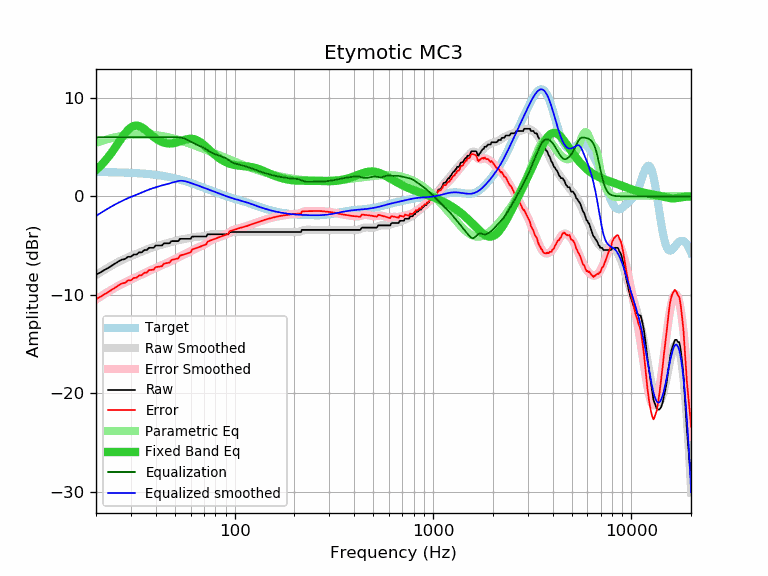 Etymotic MC3
10
0
−10
−20
−30
Amplitude (dBr)
Target
Raw Smoothed
Error Smoothed
Raw
Error
Parametric Eq
Fixed Band Eq
Equalization
Equalized smoothed
100
1000
10000
Frequency (Hz)